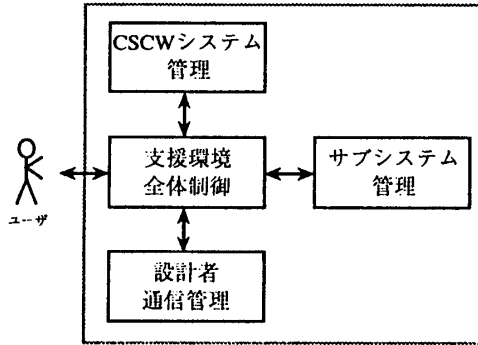 CSCWシステム
管理
支援環境
全体制御
サブシステム
管理
ユーザ
設計者
通信管理